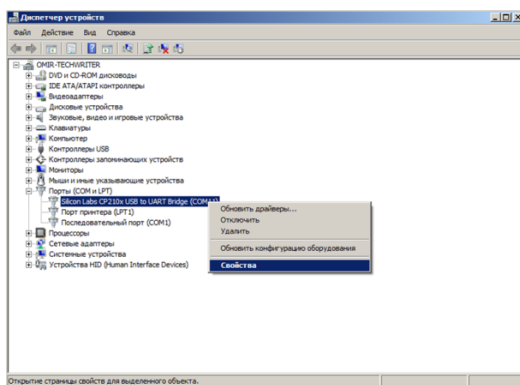 Диспетчер устройств
Файл Действие Вид Справка
OMIR-TECHWRITER
DVD и CD-ROM дисководы
IDE ATA/ATAPI контроллеры
Видеоадаптеры
Дисковые устройства
Звуковые, видео и игровые устройства
Клавиатуры
Компьютер
Контроллеры USB
Контроллеры запоминающих устройств
Мониторы
Мыши и иные указывающие устройства
Порты (COM и LPT)
Silicon Labs CP210x USB to UART Bridge
Порт принтера (LPT1)
Последовательный порт (COM1)
Процессоры
Сетевые адаптеры
Системные устройства
Устройства HID (Human Interface Devices)
Обновить драйверы...
Отключить
Удалить
Обновить конфигурацию оборудования
Свойства
Открытие страницы свойств для выделенного объекта.